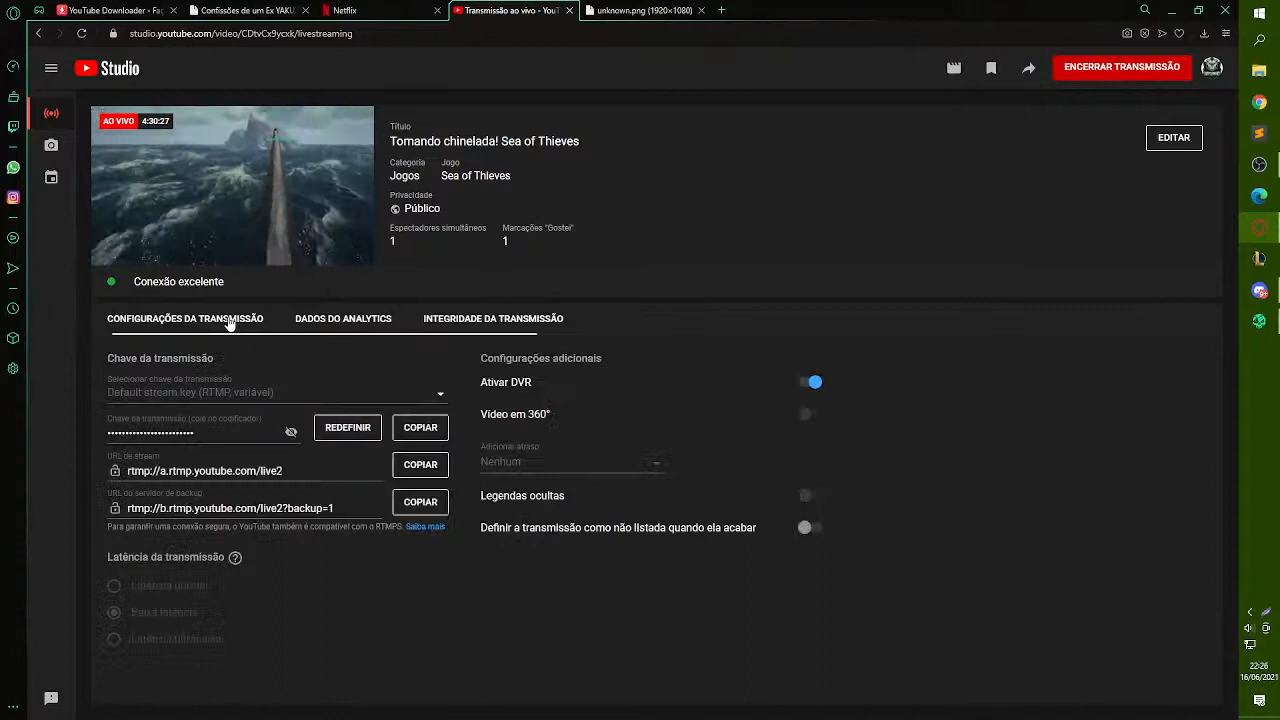 YouTube Downloader - Fac
Confissões de um Ex YAKU
Netflix
Transmissão ao vivo - YouT
unknown.png (1920×1080)
studio.youtube.com/video/CDtvCx9ycxk/livestreaming
Studio
ENCERRAR TRANSMISSÃO
AO VIVO 4:30:27
Título
Tomando chinelada! Sea of Thieves
EDITAR
Categoria Jogo
Jogos Sea of Thieves
Privacidade
Público
Espectadores simultâneos Marcações "Gostei"
1 1
Conexão excelente
CONFIGURAÇÕES DA TRANSMISSÃO DADOS DO ANALYTICS INTEGRIDADE DA TRANSMISSÃO
Chave da transmissão
Selecionar chave da transmissão
Default stream key (RTMP, variável)
Chave da transmissão (cole no codificador)
REDEFINIR COPIAR
URL de stream
rtmp://a.rtmp.youtube.com/live2 COPIAR
URL do servidor de backup
rtmp://b.rtmp.youtube.com/live2?backup=1 COPIAR
Para garantir uma conexão segura, o YouTube também é compatível com o RTMPS. Saiba mais
Latência da transmissão
Baixa latência
Configurações adicionais
Ativar DVR
Vídeo em 360°
Adicionar atraso
Nenhum
Legendas ocultas
Definir a transmissão como não listada quando ela acabar
22:26
16/06/2021